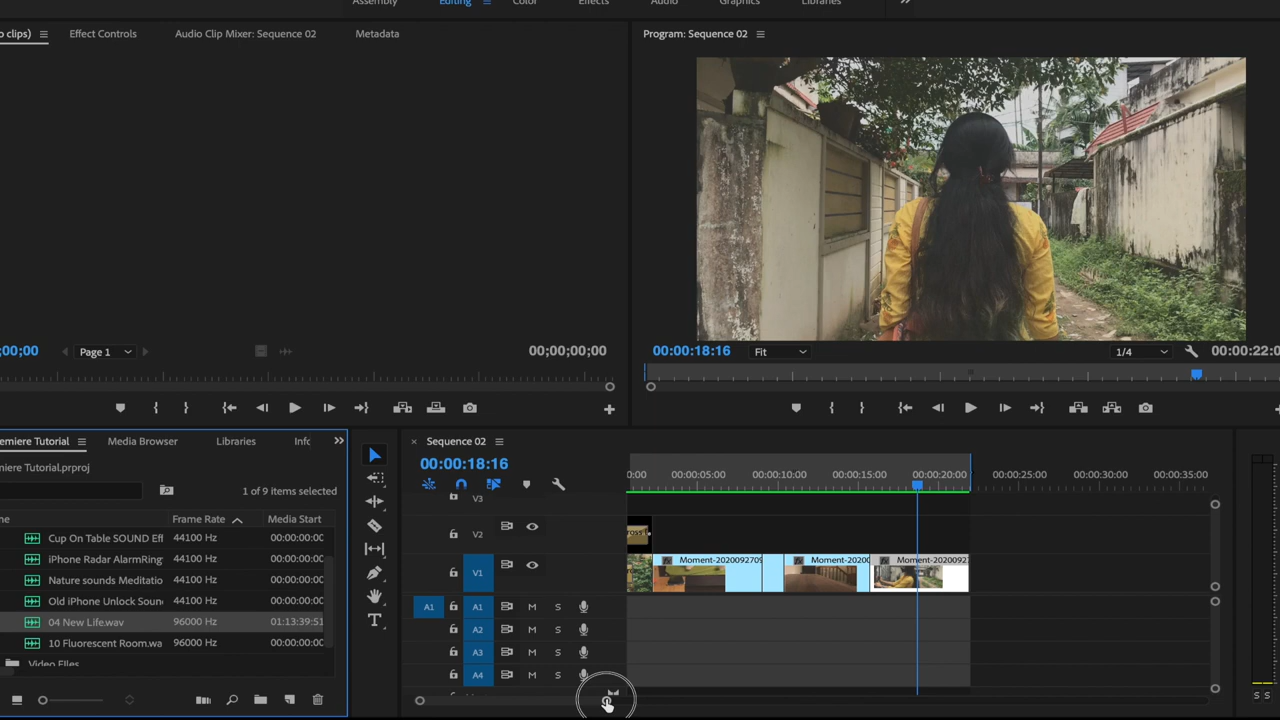 Assembly Editing Color Effects Audio Graphics Libraries
o clips) Effect Controls Audio Clip Mixer: Sequence 02 Metadata
Program: Sequence 02
;00;00 Page 1 00;00;00;00
00:00:18:16 Fit 1/4 00:00:22:0
emiere Tutorial Media Browser Libraries Info
emiere Tutorial.prproj
1 of 9 items selected
me Frame Rate Media Start
Cup On Table SOUND Eff 44100 Hz 00:00:00:00
iPhone Radar AlarmRing 44100 Hz 00:00:00:00
Nature sounds Meditatio 44100 Hz 00:00:00:00
Old iPhone Unlock Soun 44100 Hz 00:00:00:00
04 New Life.wav 96000 Hz 01:13:39:51
10 Fluorescent Room.wa 96000 Hz 00:00:00:00
Video Files
× Sequence 02
00:00:18:16
:00 00:00:05:00 00:00:10:00 00:00:15:00 00:00:20:00 00:00:25:00 00:00:30:00 00:00:35:00
V3
V2
V1 Moment-2020092709 Moment-2020 Moment-202092
A1 A1 M S
A2 M S
A3 M S
A4 M S
S S